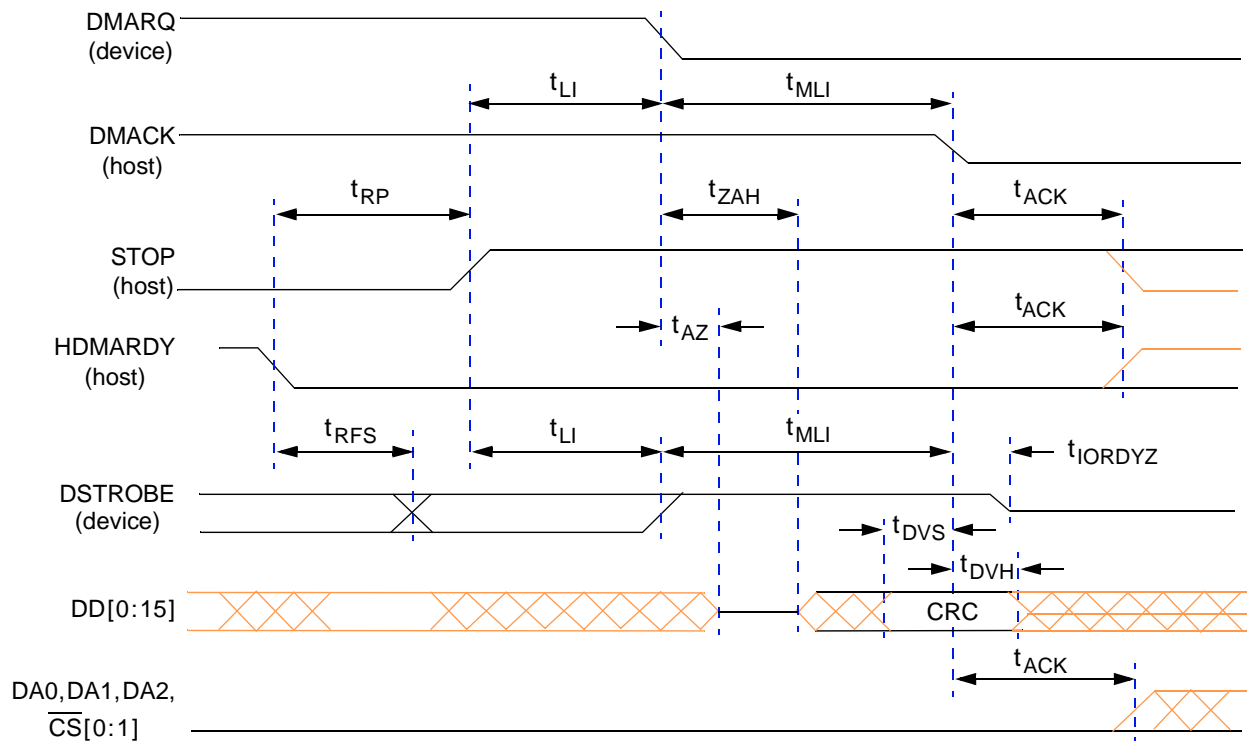 DMARQ
(device)
tLI
tMLI
DMACK
(host)
tRP
tZAH
tACK
STOP
(host)
tAZ
tACK
HDMARDY
(host)
tRFS
tLI
tMLI
tIORDYZ
DSTROBE
(device)
tDVS
tDVH
DD[0:15]
CRC
tACK
DA0,DA1,DA2,
CS[0:1]